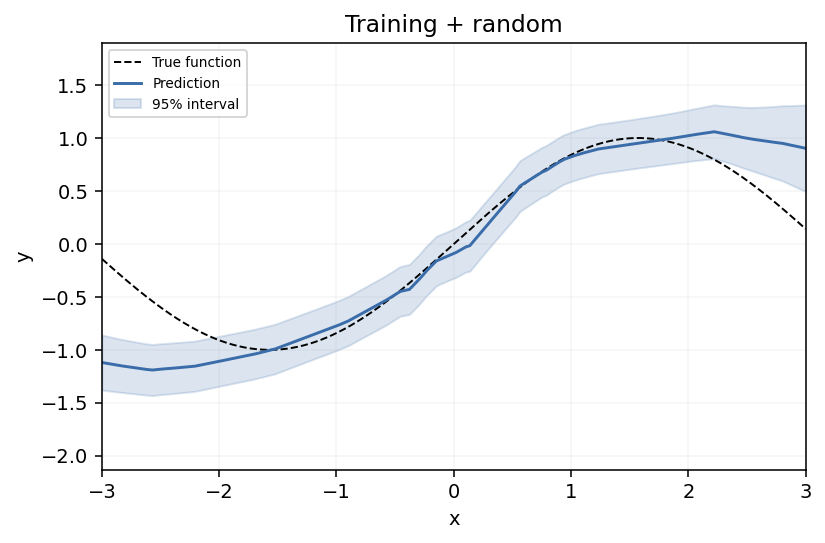 Training + random
True function
Prediction
95% interval
1.5
1.0
0.5
0.0
−0.5
−1.0
−1.5
−2.0
y
−3 −2 −1 0 1 2 3
x